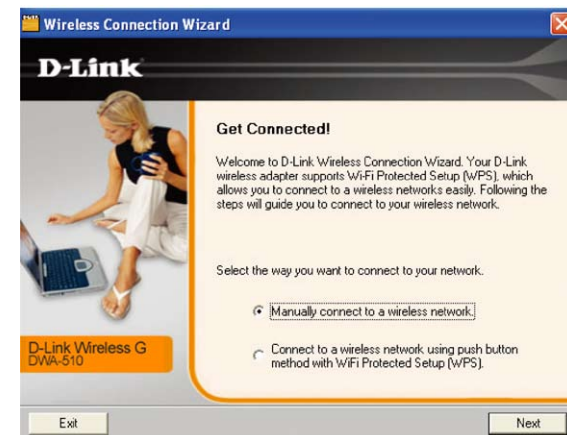 Wireless Connection Wizard
D-Link
Get Connected!
Welcome to D-Link Wireless Connection Wizard. Your D-Link
wireless adapter supports Wi-Fi Protected Setup (WPS), which
allows you to connect to a wireless networks easily. Following the
steps will guide you to connect to your wireless network.
Select the way you want to connect to your network.
Manually connect to a wireless network.
Connect to a wireless network using push button
method with WiFi Protected Setup (WPS).
D-Link Wireless G
DWA-510
Exit
Next